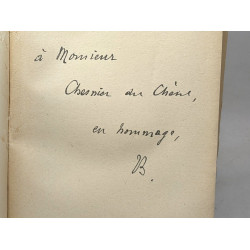 à Monsieur
Chesnier du Chêne,
en hommage,
B.